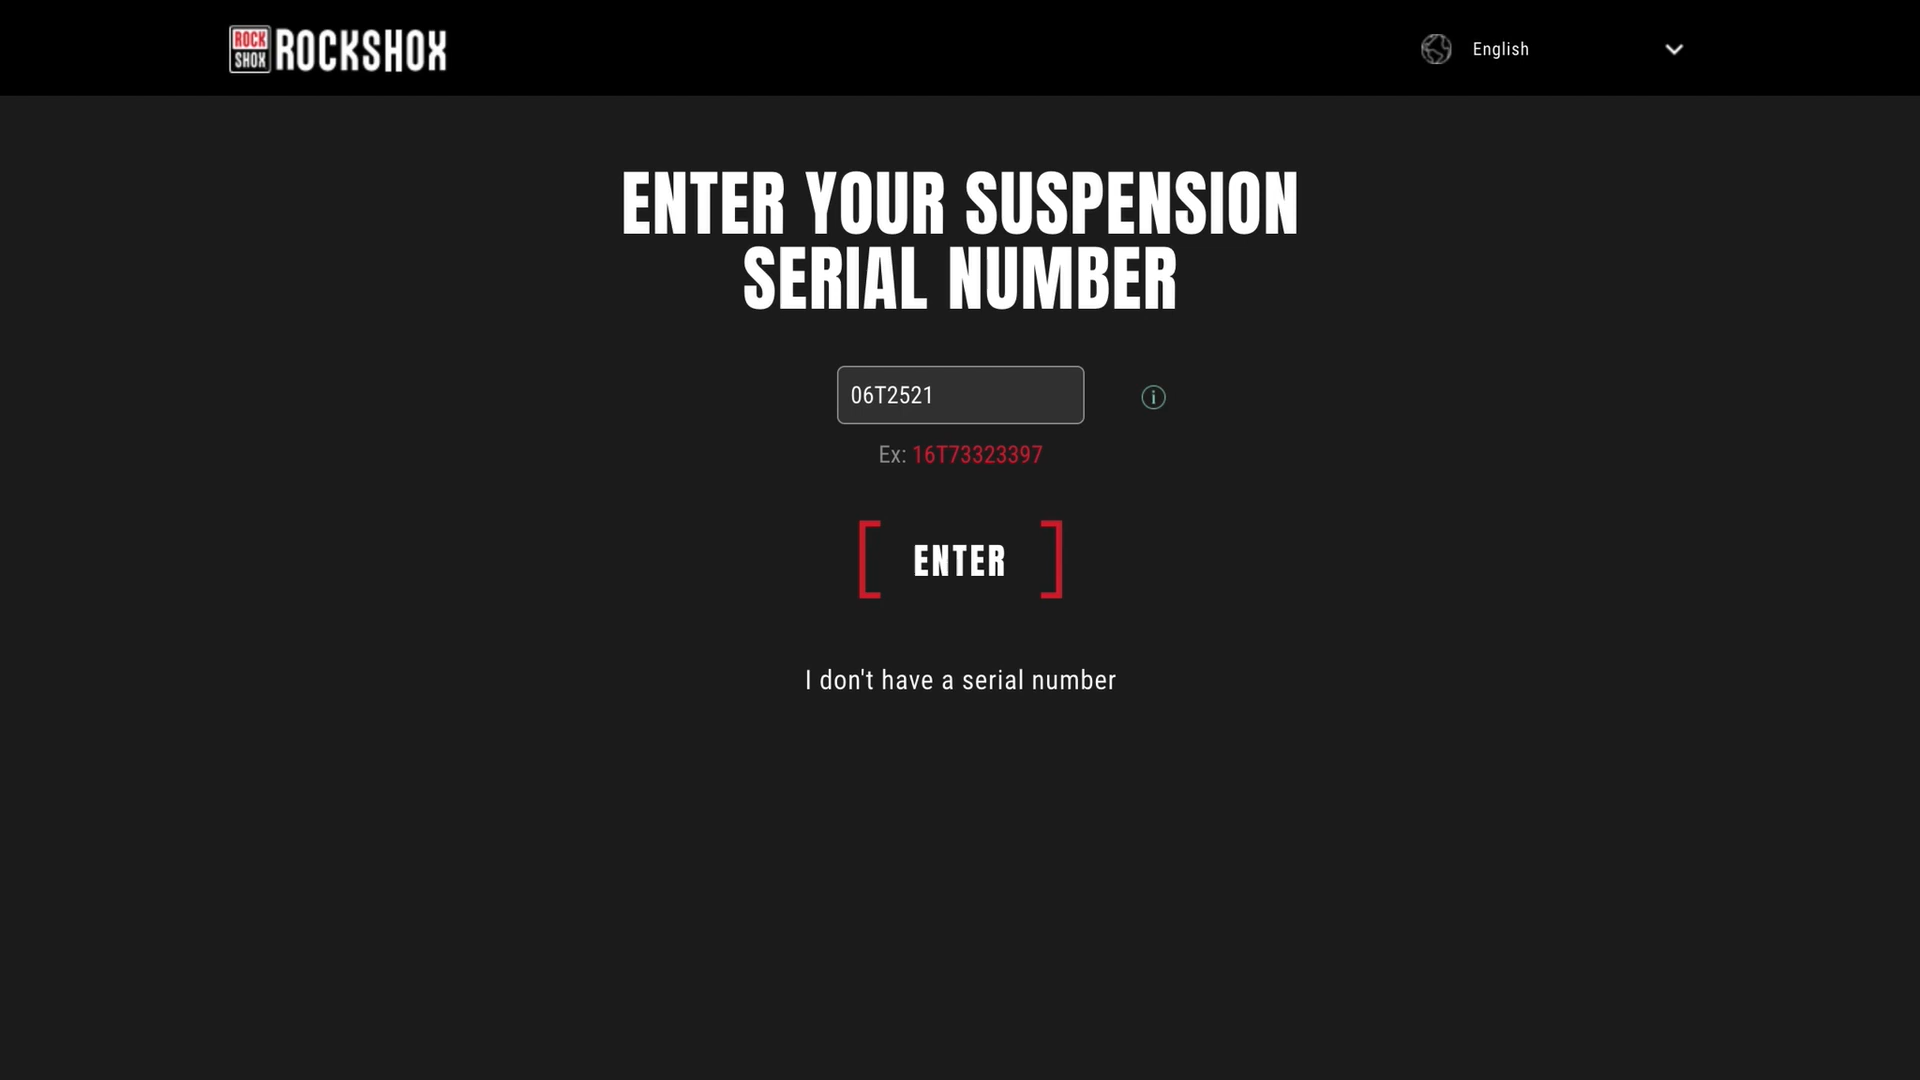 ROCK
SHOX
ROCKSHOX
English
ENTER YOUR SUSPENSION
SERIAL NUMBER
06T2521
i
Ex: 16T73323397
[ ENTER ]
I don't have a serial number